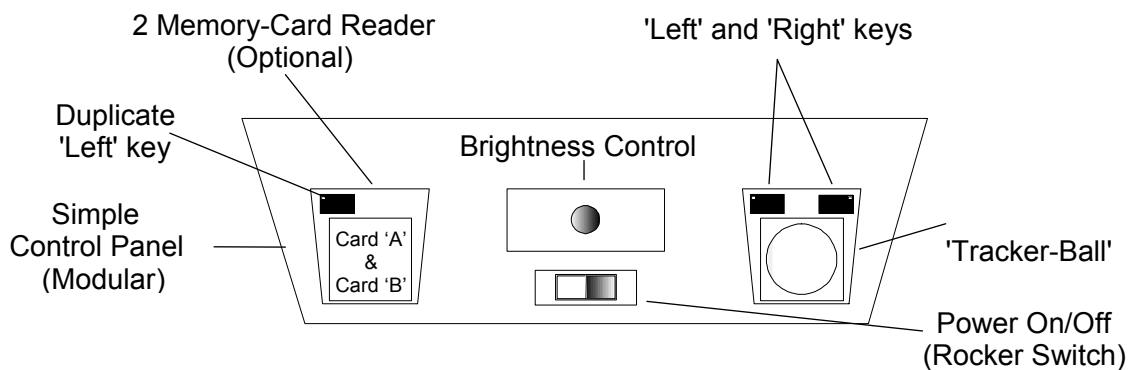 2 Memory-Card Reader
(Optional)
'Left' and 'Right' keys
Duplicate
'Left' key
Brightness Control
Simple
Control Panel
(Modular)
Card ‘A’
&
Card ‘B’
'Tracker-Ball'
Power On/Off
(Rocker Switch)